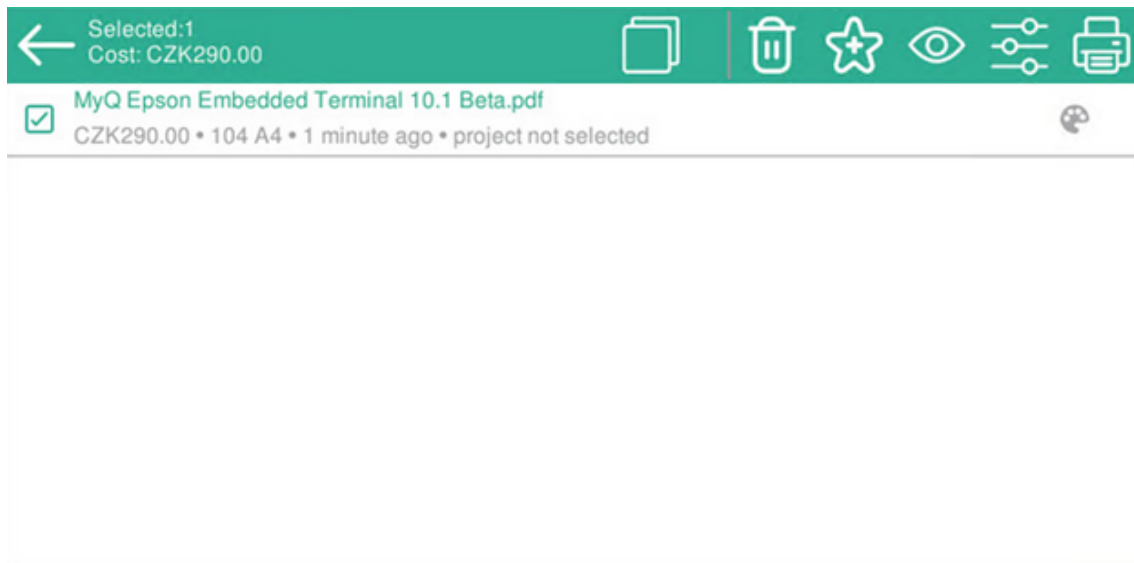 Selected:1
Cost: CZK290.00
MyQ Epson Embedded Terminal 10.1 Beta.pdf
CZK290.00 • 104 A4 • 1 minute ago • project not selected